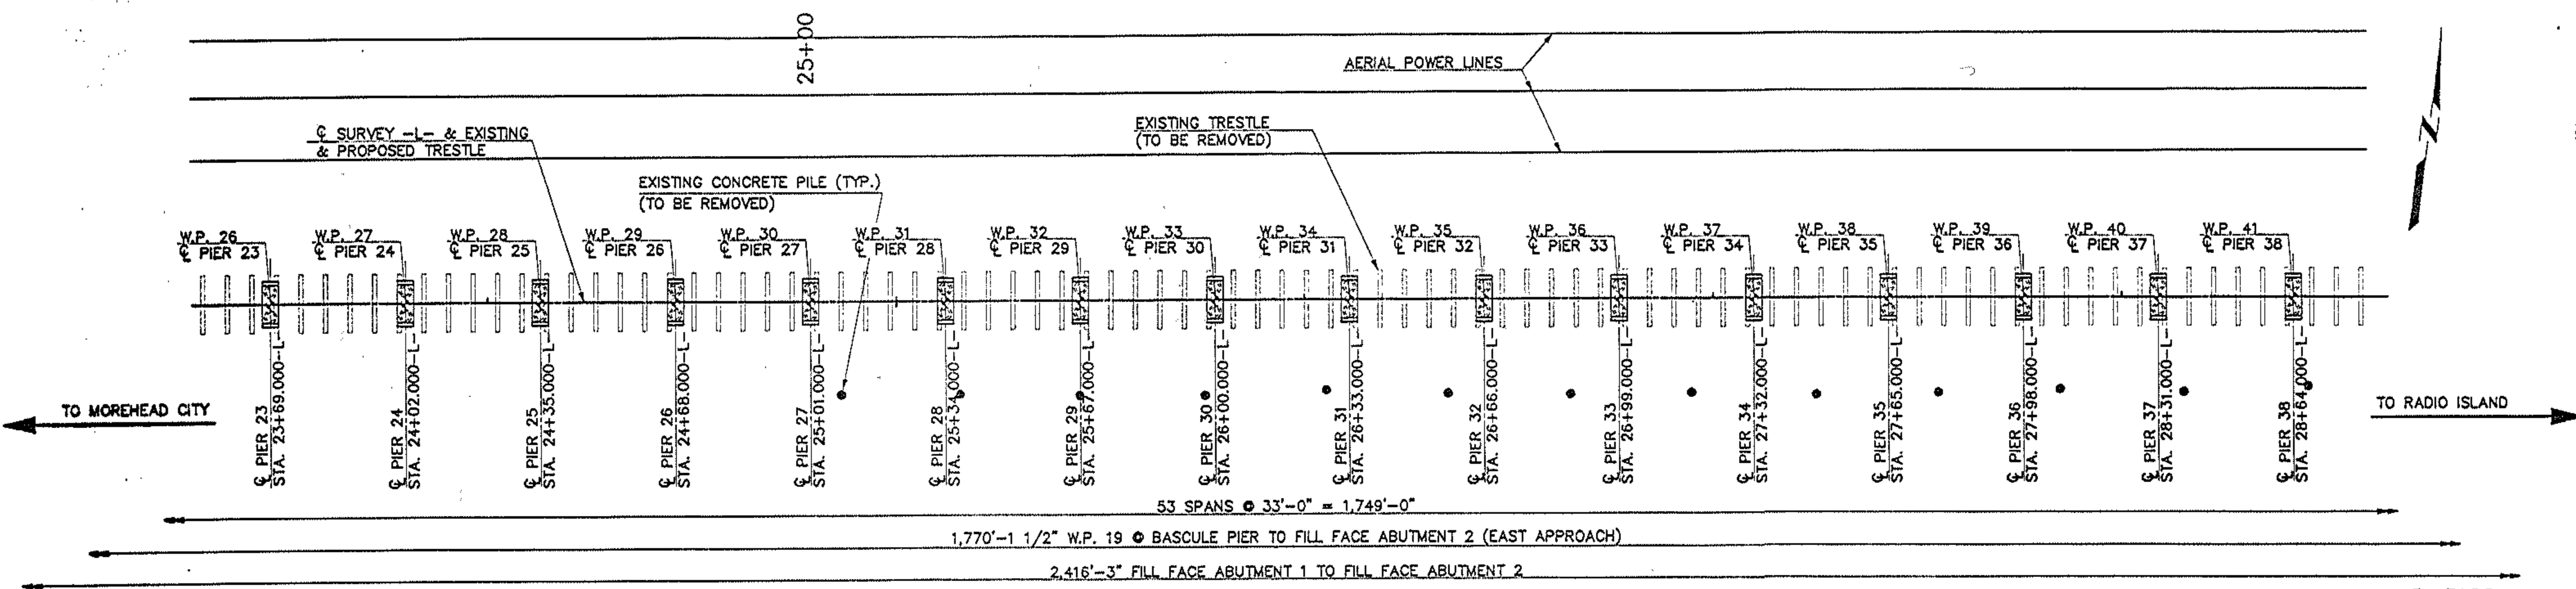 25+00
AERIAL POWER LINES
℄ SURVEY -L- & EXISTING
& PROPOSED TRESTLE
EXISTING TRESTLE
(TO BE REMOVED)
EXISTING CONCRETE PILE (TYP.)
(TO BE REMOVED)
N
W.P. 26
℄ PIER 23
W.P. 27
℄ PIER 24
W.P. 28
℄ PIER 25
W.P. 29
℄ PIER 26
W.P. 30
℄ PIER 27
W.P. 31
℄ PIER 28
W.P. 32
℄ PIER 29
W.P. 33
℄ PIER 30
W.P. 34
℄ PIER 31
W.P. 35
℄ PIER 32
W.P. 36
℄ PIER 33
W.P. 37
℄ PIER 34
W.P. 38
℄ PIER 35
W.P. 39
℄ PIER 36
W.P. 40
℄ PIER 37
W.P. 41
℄ PIER 38
TO MOREHEAD CITY
℄ PIER 23
STA. 23+69.000-L-
℄ PIER 24
STA. 24+02.000-L-
℄ PIER 25
STA. 24+35.000-L-
℄ PIER 26
STA. 24+68.000-L-
℄ PIER 27
STA. 25+01.000-L-
℄ PIER 28
STA. 25+34.000-L-
℄ PIER 29
STA. 25+67.000-L-
℄ PIER 30
STA. 26+00.000-L-
℄ PIER 31
STA. 26+33.000-L-
℄ PIER 32
STA. 26+66.000-L-
℄ PIER 33
STA. 26+99.000-L-
℄ PIER 34
STA. 27+32.000-L-
℄ PIER 35
STA. 27+65.000-L-
℄ PIER 36
STA. 27+98.000-L-
℄ PIER 37
STA. 28+31.000-L-
℄ PIER 38
STA. 28+64.000-L-
TO RADIO ISLAND
53 SPANS @ 33'-0" = 1,749'-0"
1,770'-1 1/2" W.P. 19 @ BASCULE PIER TO FILL FACE ABUTMENT 2 (EAST APPROACH)
2,416'-3" FILL FACE ABUTMENT 1 TO FILL FACE ABUTMENT 2